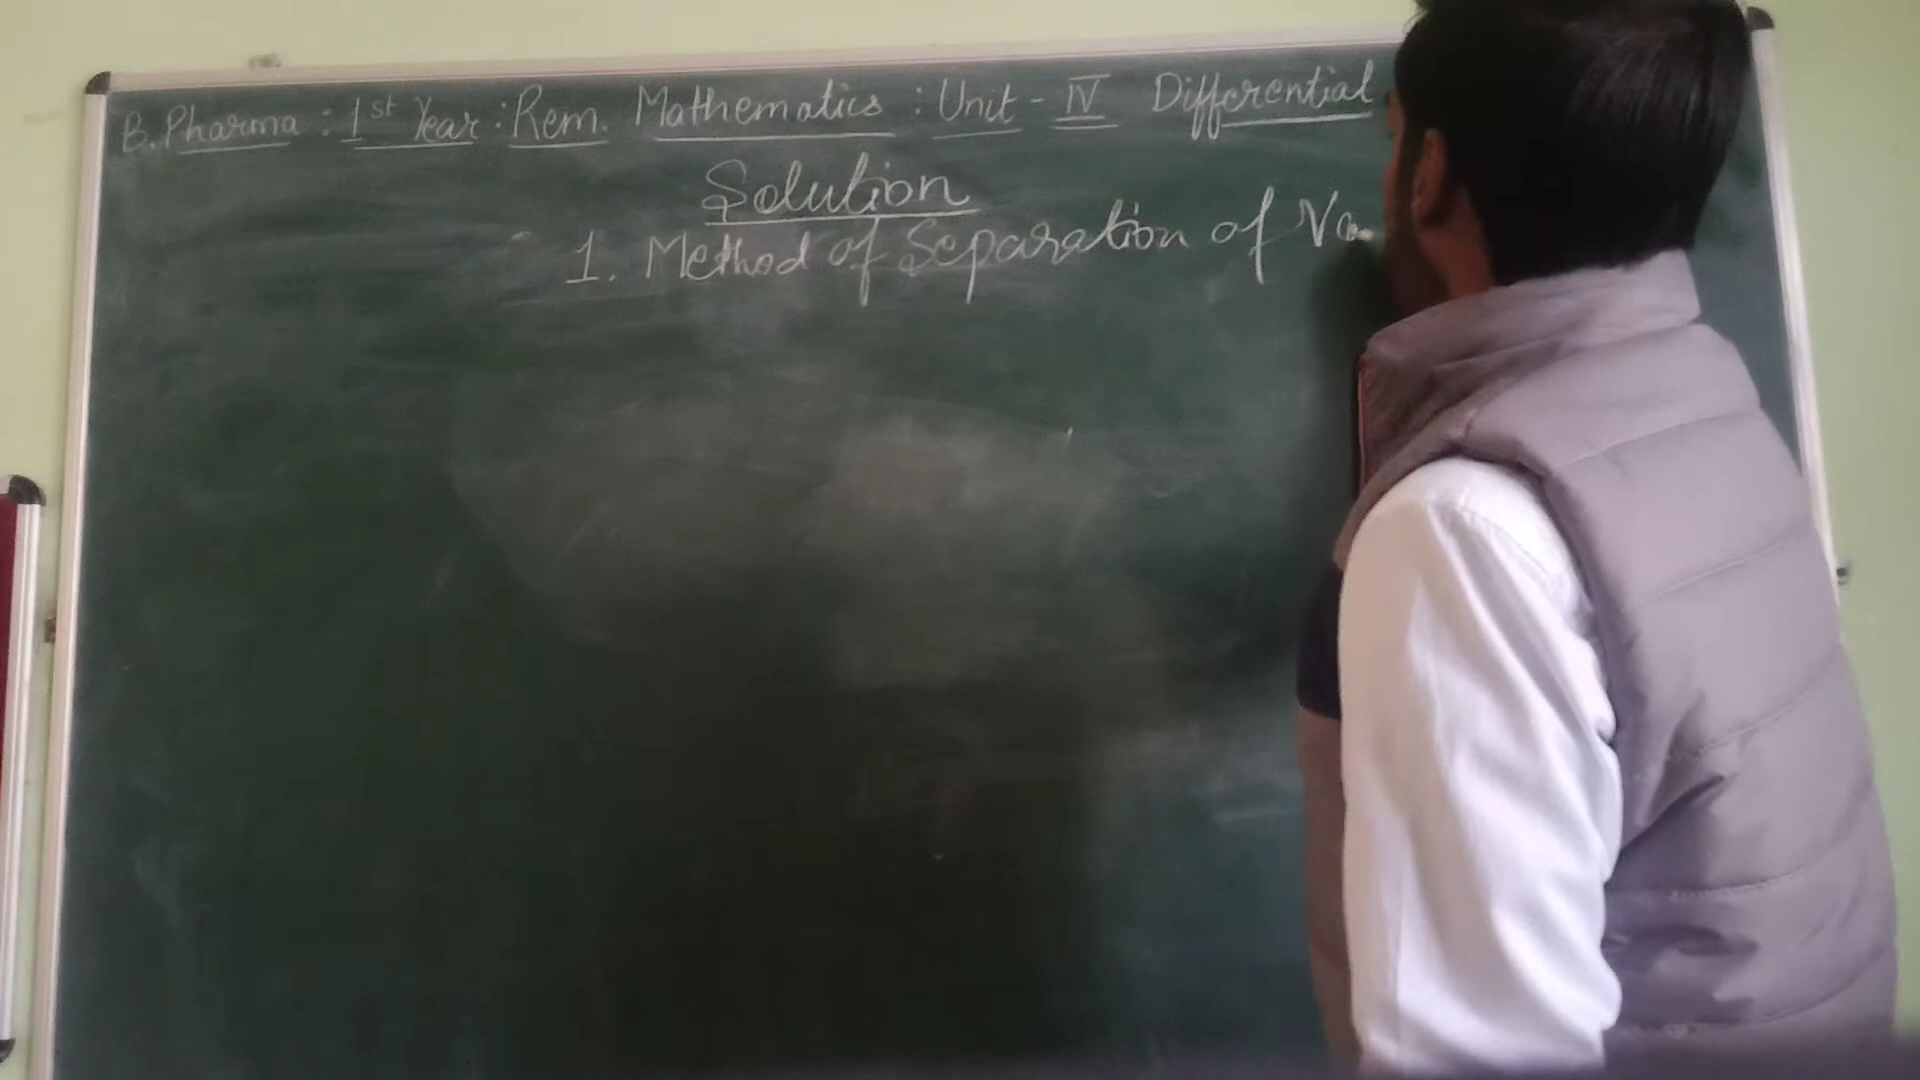 B. Pharma : 1st Year : Rem. Mathematics : Unit - IV Differential
Solution
1. Method of Separation of Va